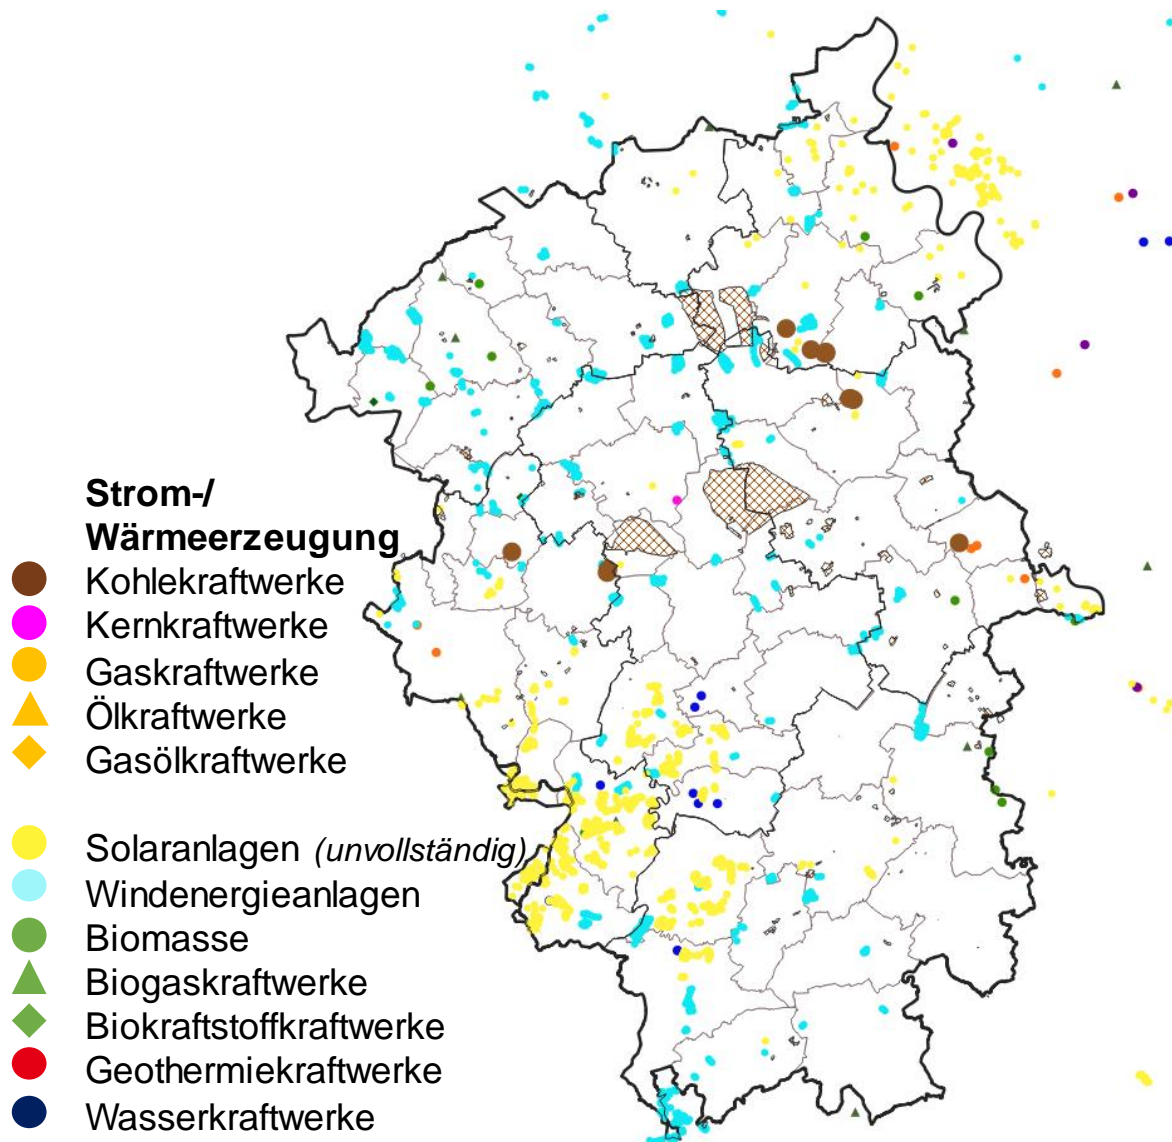 Strom-/
Wärmeerzeugung
Kohlekraftwerke
Kernkraftwerke
Gaskraftwerke
Ölkraftwerke
Gasölkraftwerke
Solaranlagen (unvollständig)
Windenergieanlagen
Biomasse
Biogaskraftwerke
Biokraftstoffkraftwerke
Geothermiekraftwerke
Wasserkraftwerke